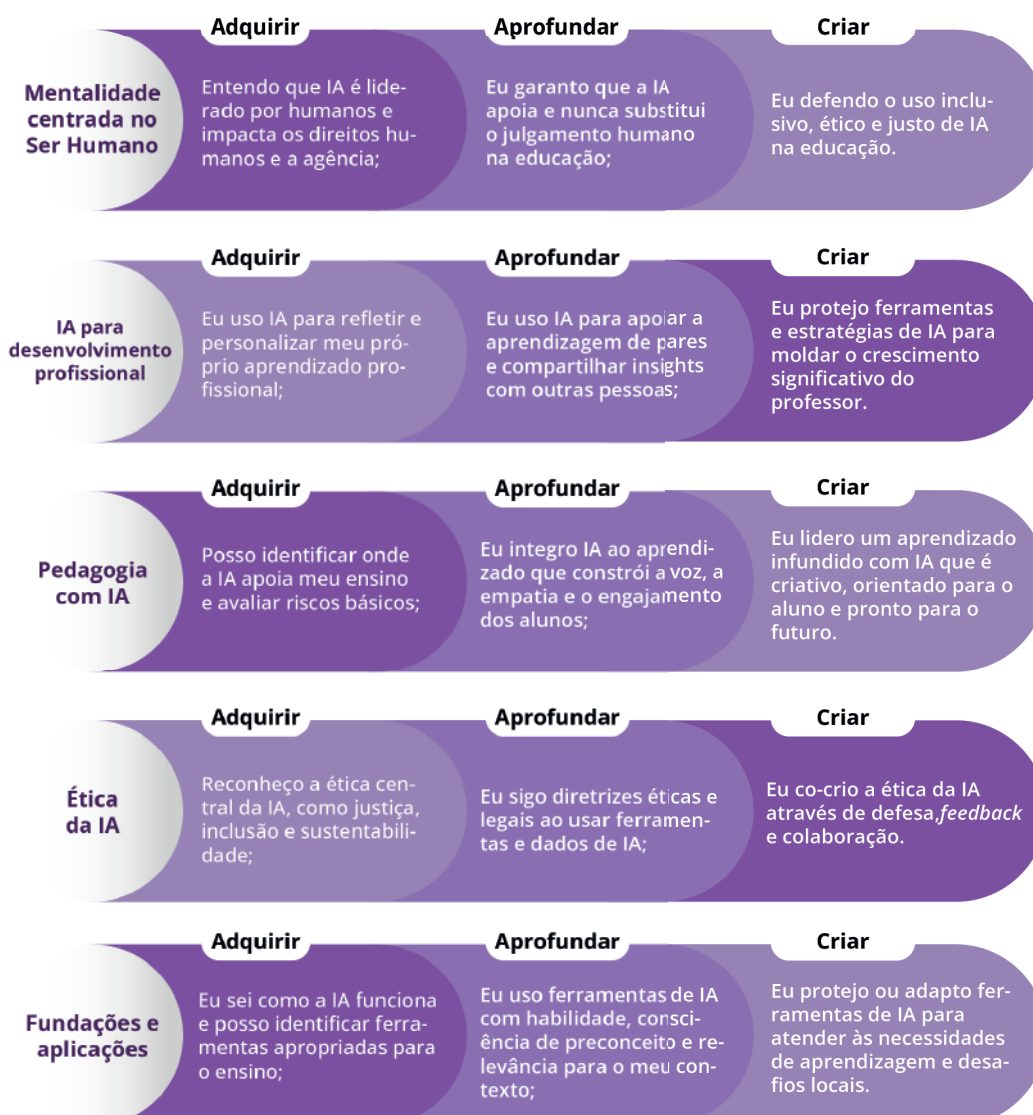 Adquirir
Aprofundar
Criar
Mentalidade
centrada no
Ser Humano
Entendo que IA é lide-
rado por humanos e
impacta os direitos hu-
manos e a agência;
Eu garanto que a IA
apoia e nunca substitui
o julgamento humano
na educação;
Eu defendo o uso inclu-
sivo, ético e justo de IA
na educação.
Adquirir
Aprofundar
Criar
IA para
desenvolvimento
profissional
Eu uso IA para refletir e
personalizar meu pró-
prio aprendizado pro-
fissional;
Eu uso IA para apoiar a
aprendizagem de pares
e compartilhar insights
com outras pessoas;
Eu protejo ferramentas
e estratégias de IA para
moldar o crescimento
significativo do
professor.
Adquirir
Aprofundar
Criar
Pedagogia
com IA
Posso identificar onde
a IA apoia meu ensino
e avaliar riscos básicos;
Eu integro IA ao aprendi-
zado que constrói a voz, a
empatia e o engajamento
dos alunos;
Eu lidero um aprendizado
infundido com IA que é
criativo, orientado para o
aluno e pronto para o
futuro.
Adquirir
Aprofundar
Criar
Ética
da IA
Reconheço a ética cen-
tral da IA, como justiça,
inclusão e sustentabili-
dade;
Eu sigo diretrizes éticas e
legais ao usar ferramen-
tas e dados de IA;
Eu co-crio a ética da IA
através de defesa,feedback
e colaboração.
Adquirir
Aprofundar
Criar
Fundações e
aplicações
Eu sei como a IA funciona
e posso identificar ferra-
mentas apropriadas para
o ensino;
Eu uso ferramentas de IA
com habilidade, consci-
ência de preconceito e re-
levância para o meu con-
texto;
Eu protejo ou adapto fer-
ramentas de IA para
atender às necessidades
de aprendizagem e desa-
fios locais.